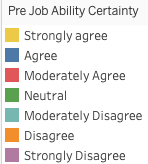 Pre Job Ability Certainty
Strongly agree
Agree
Moderately Agree
Neutral
Moderately Disagree
Disagree
Strongly Disagree